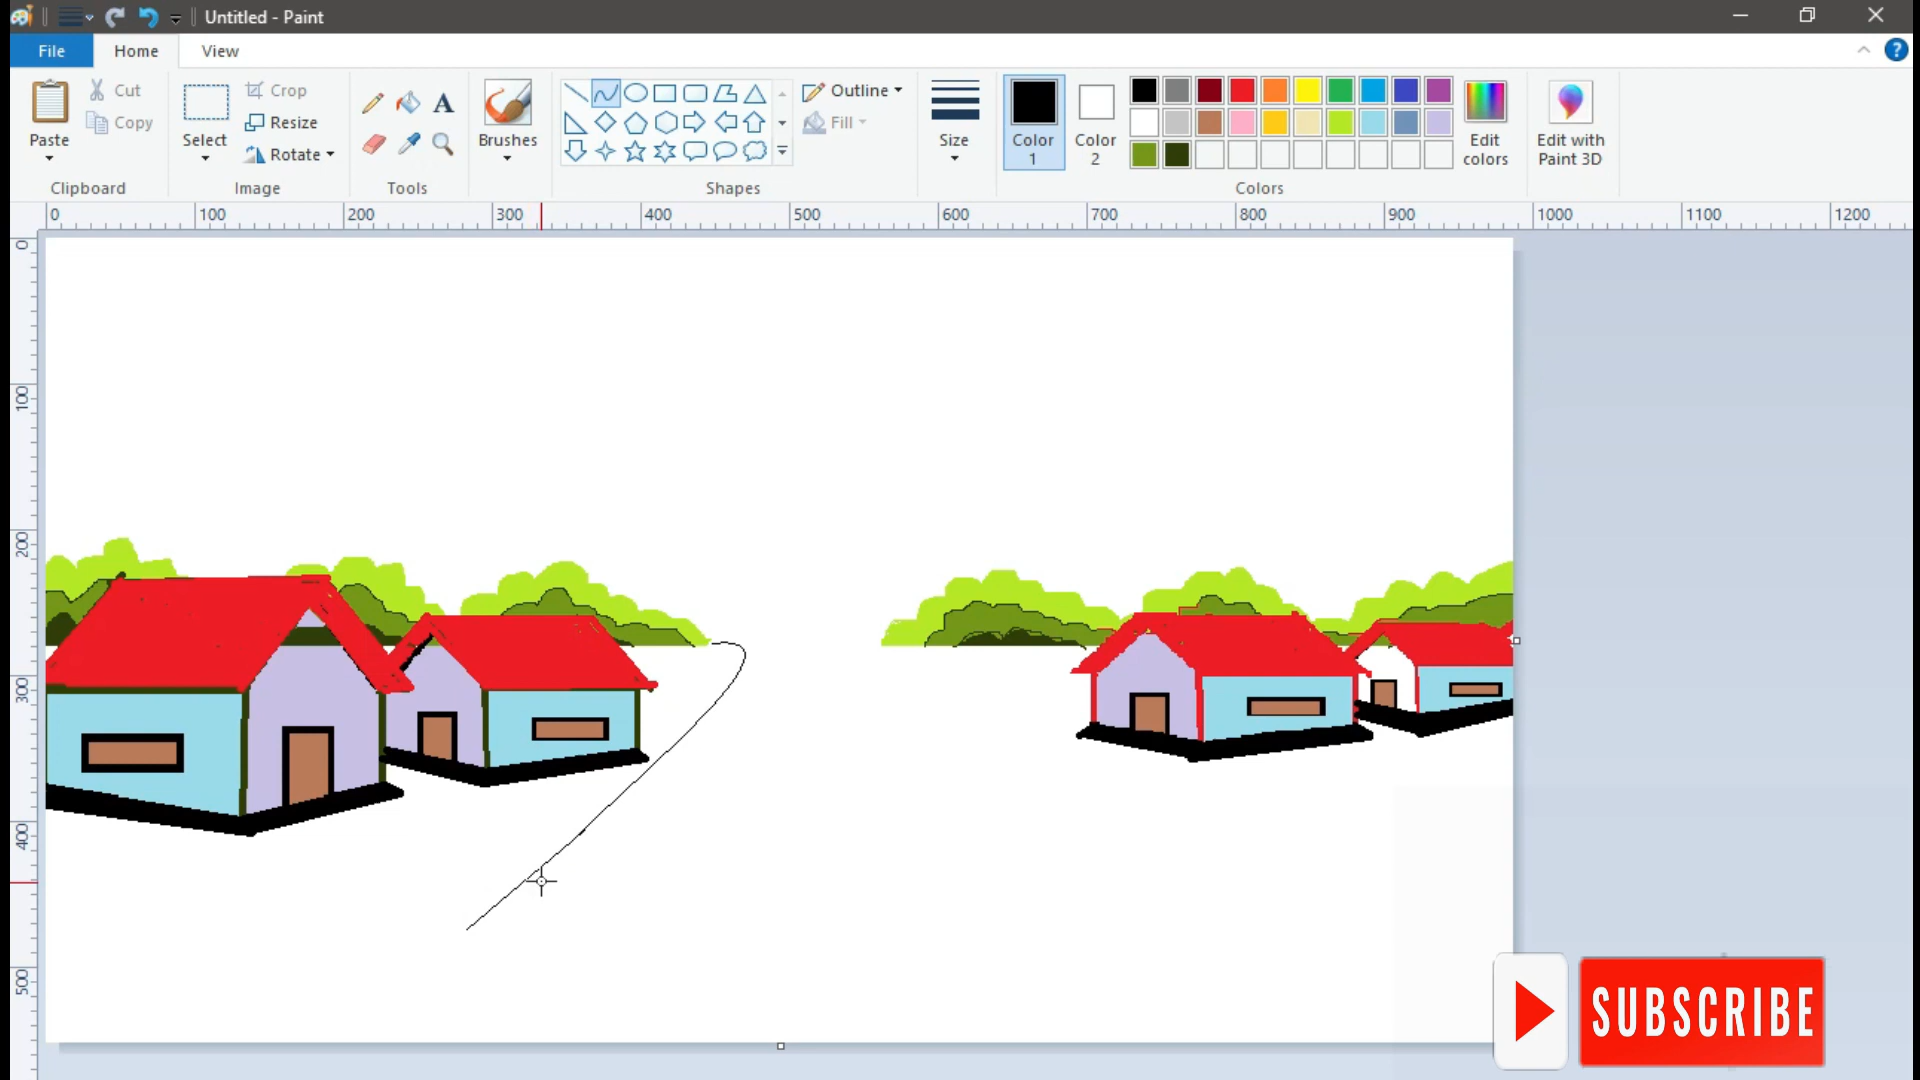 Untitled - Paint
File Home View
Paste
Cut
Copy
Clipboard
Select
Crop
Resize
Rotate
Image
Tools
Brushes
Shapes
Outline
Fill
Size
Color 1
Color 2
Colors
Edit colors
Edit with Paint 3D
0 100 200 300 400 500 600 700 800 900 1000 1100 1200
0
100
200
300
400
500
SUBSCRIBE